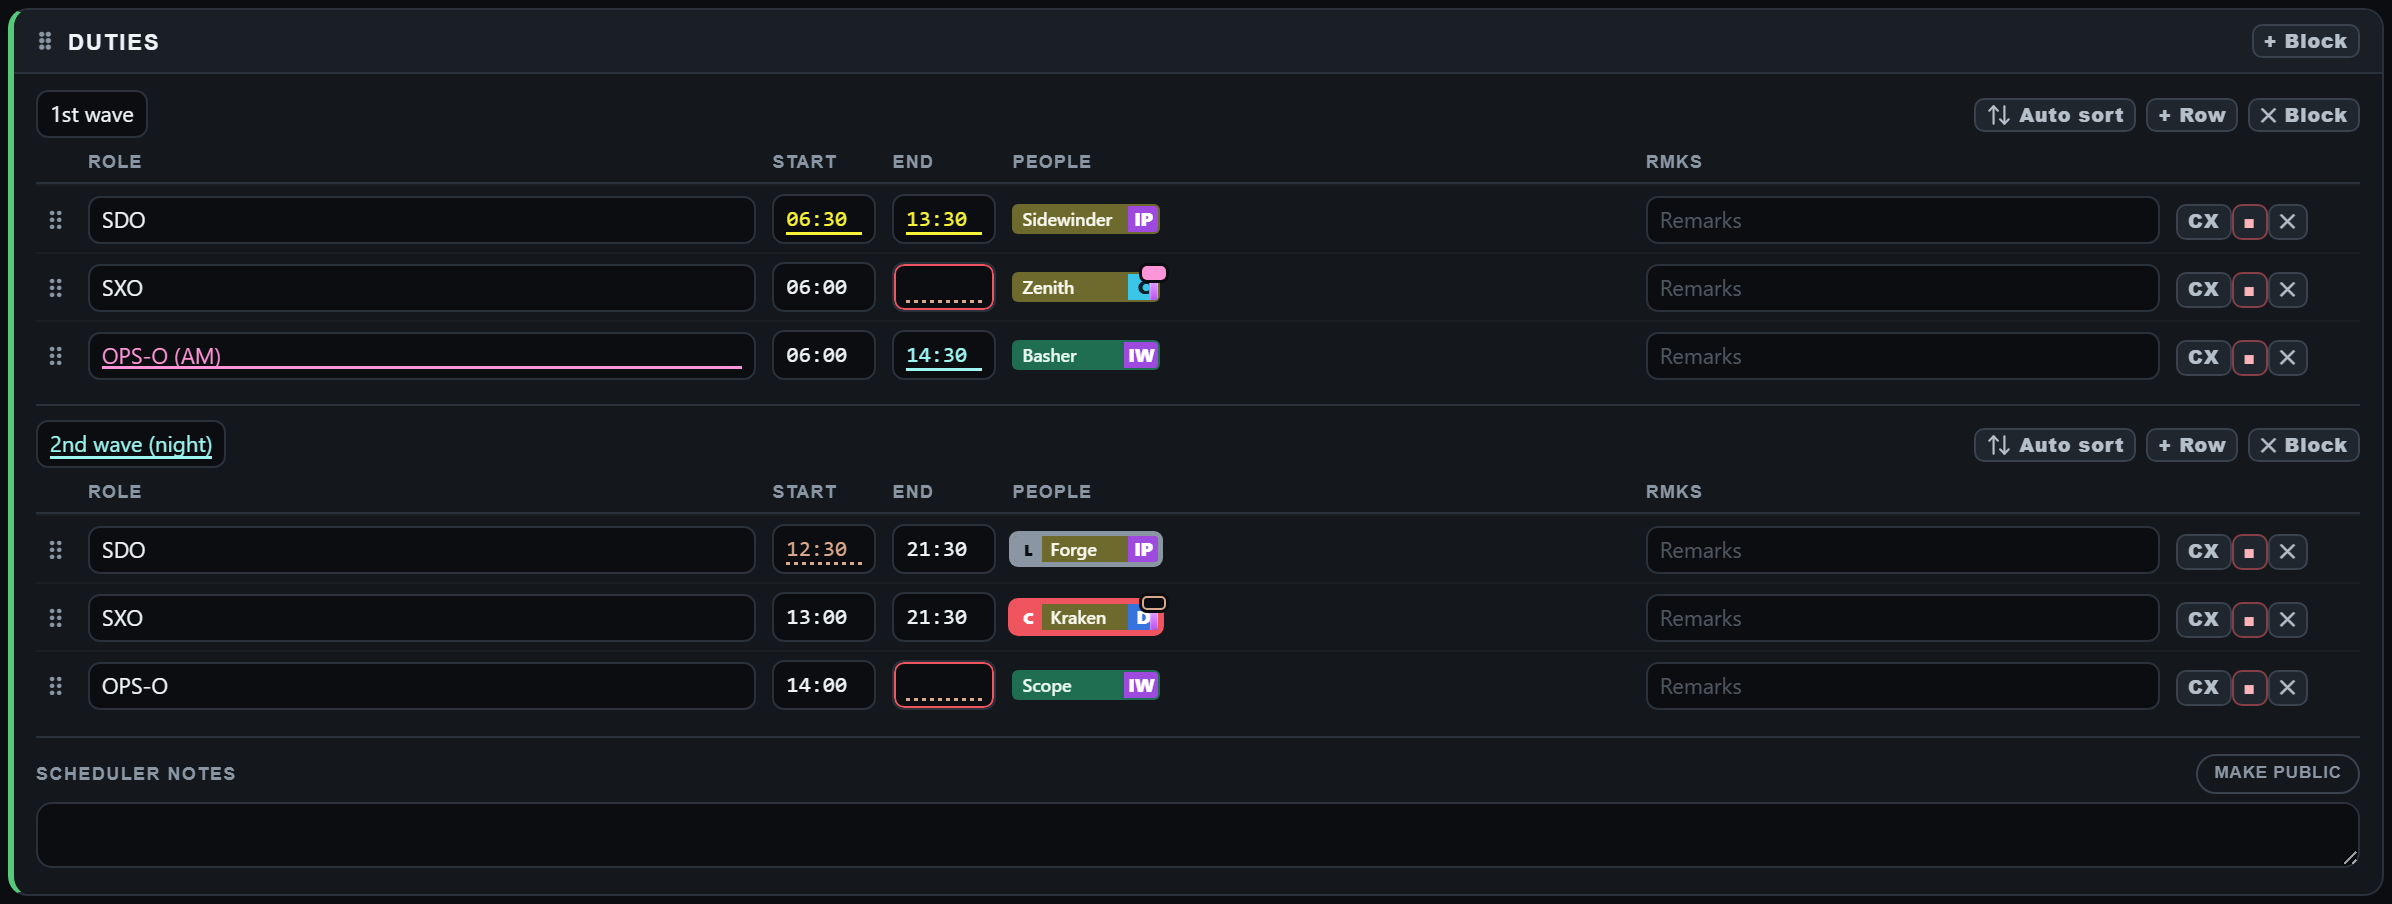 DUTIES
+ Block
1st wave
Auto sort
+ Row
× Block
ROLE START END PEOPLE RMKS
SDO 06:30 13:30 Sidewinder IP Remarks CX ×
SXO 06:00 Zenith C Remarks CX ×
OPS-O (AM) 06:00 14:30 Basher IW Remarks CX ×
2nd wave (night)
Auto sort
+ Row
× Block
ROLE START END PEOPLE RMKS
SDO 12:30 21:30 L Forge IP Remarks CX ×
SXO 13:00 21:30 C Kraken D Remarks CX ×
OPS-O 14:00 Scope IW Remarks CX ×
SCHEDULER NOTES
MAKE PUBLIC